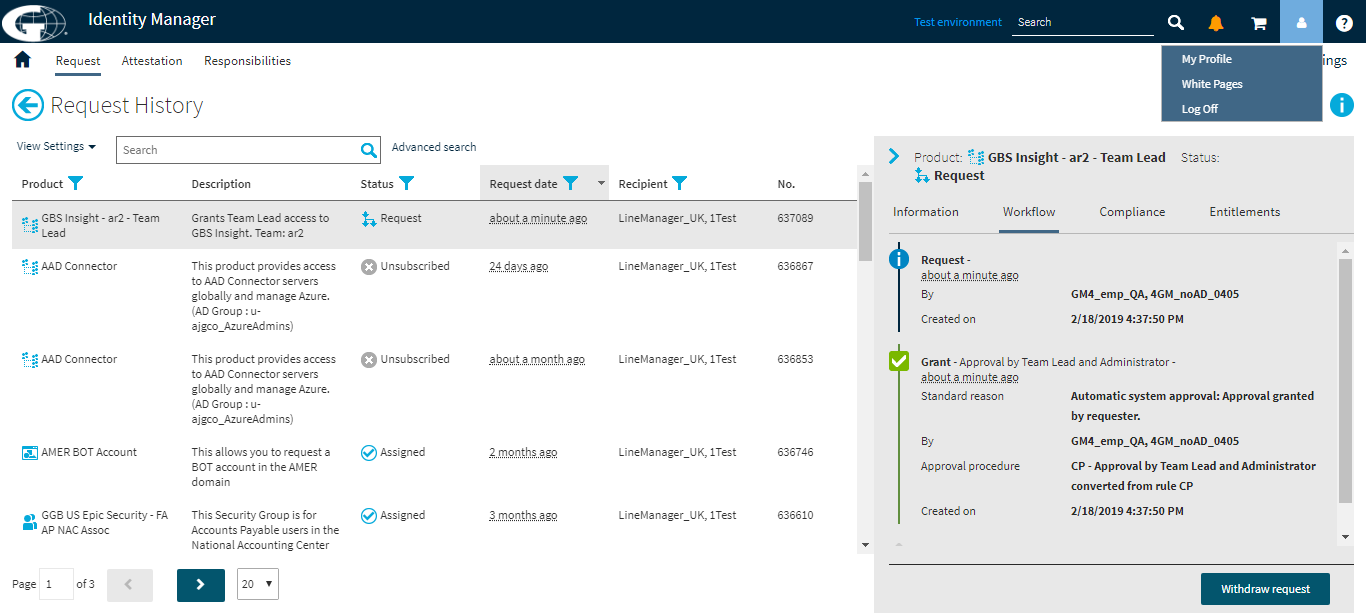 Identity Manager
Test environment
Search
My Profile
White Pages
Log Off
Request
Attestation
Responsibilities
ings
Request History
View Settings
Search
Advanced search
Product
Description
Status
Request date
Recipient
No.
GBS Insight - ar2 - Team
Lead
Grants Team Lead access to
GBS Insight. Team: ar2
Request
about a minute ago
LineManager_UK, 1Test
637089
AAD Connector
This product provides access
to AAD Connector servers
globally and manage Azure.
(AD Group : u-
ajgco_AzureAdmins)
Unsubscribed
24 days ago
LineManager_UK, 1Test
636867
AAD Connector
This product provides access
to AAD Connector servers
globally and manage Azure.
(AD Group : u-
ajgco_AzureAdmins)
Unsubscribed
about a month ago
LineManager_UK, 1Test
636853
AMER BOT Account
This allows you to request a
BOT account in the AMER
domain
Assigned
2 months ago
LineManager_UK, 1Test
636746
GGB US Epic Security - FA
AP NAC Assoc
This Security Group is for
Accounts Payable users in the
National Accounting Center
Assigned
3 months ago
LineManager_UK, 1Test
636610
Page 1 of 3
20
Product: GBS Insight - ar2 - Team Lead Status:
Request
Information
Workflow
Compliance
Entitlements
Request -
about a minute ago
By GM4_emp_QA, 4GM_noAD_0405
Created on 2/18/2019 4:37:50 PM
Grant - Approval by Team Lead and Administrator -
about a minute ago
Standard reason Automatic system approval: Approval granted
by requester.
By GM4_emp_QA, 4GM_noAD_0405
Approval procedure CP - Approval by Team Lead and Administrator
converted from rule CP
Created on 2/18/2019 4:37:50 PM
Withdraw request